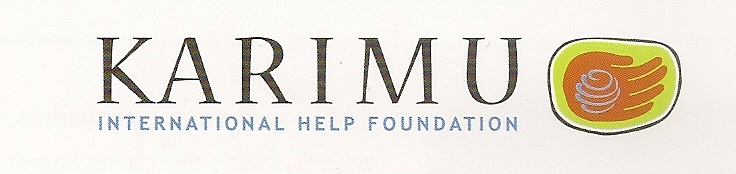 KARIMU
INTERNATIONAL HELP FOUNDATION